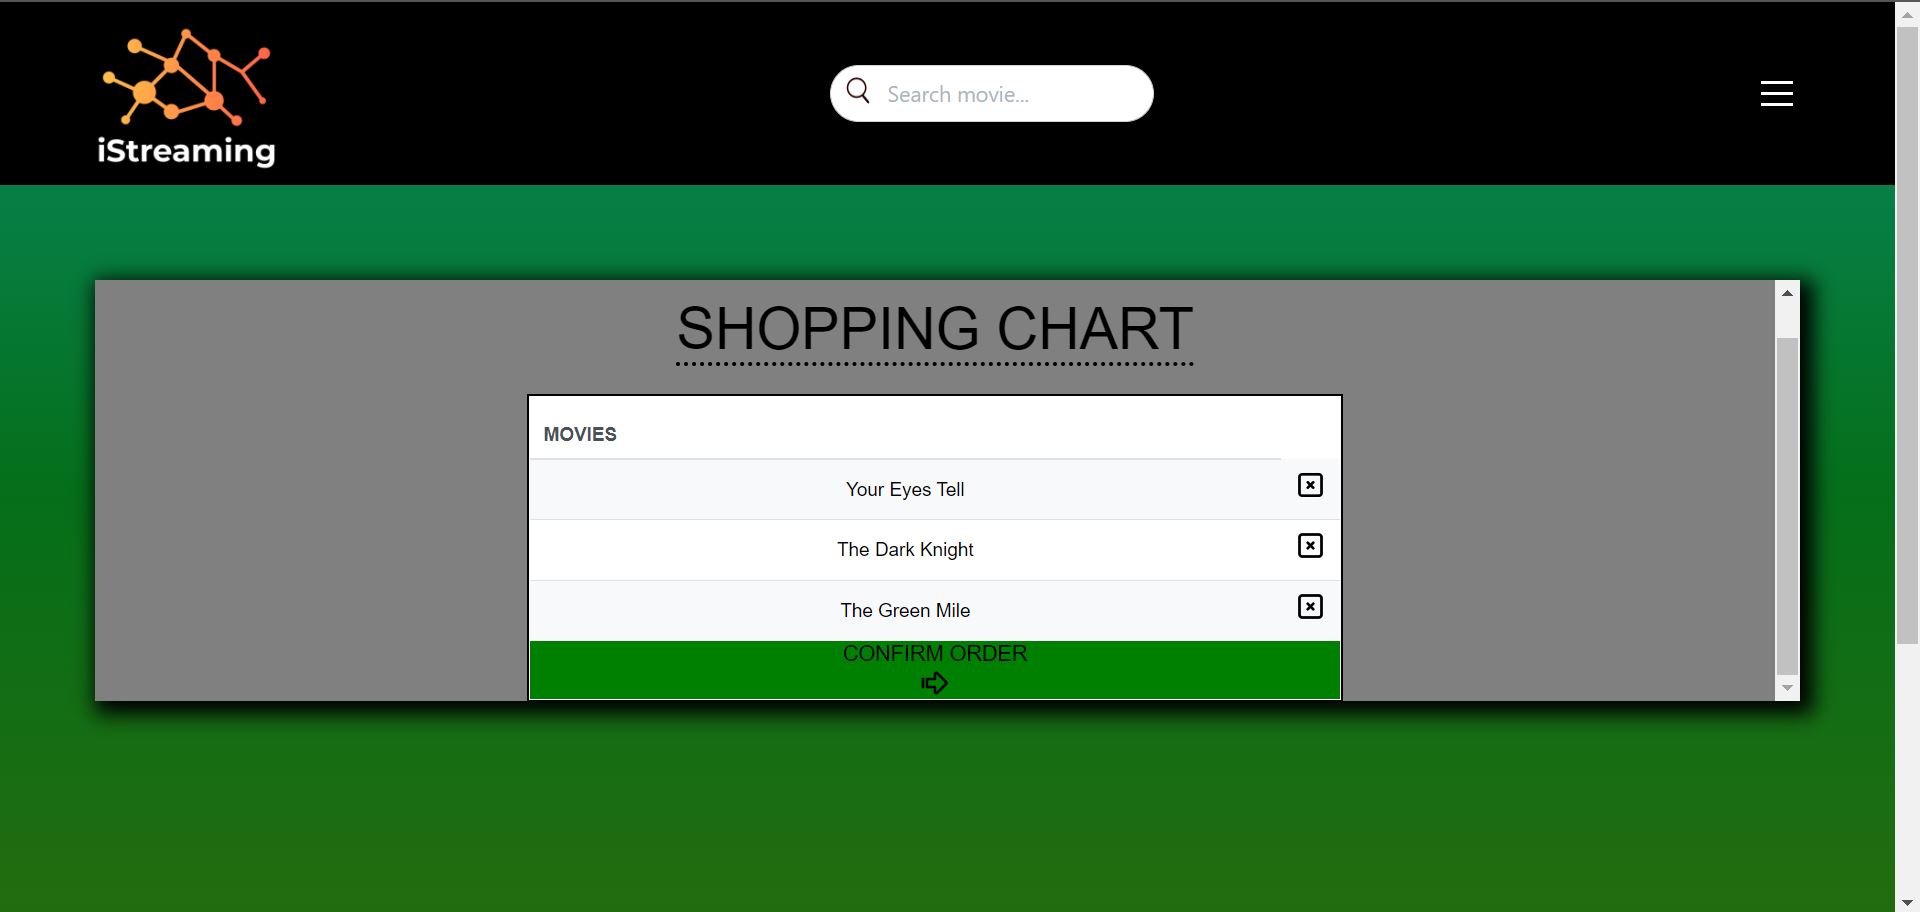 iStreaming
Search movie...
SHOPPING CHART
MOVIES
Your Eyes Tell
The Dark Knight
The Green Mile
CONFIRM ORDER